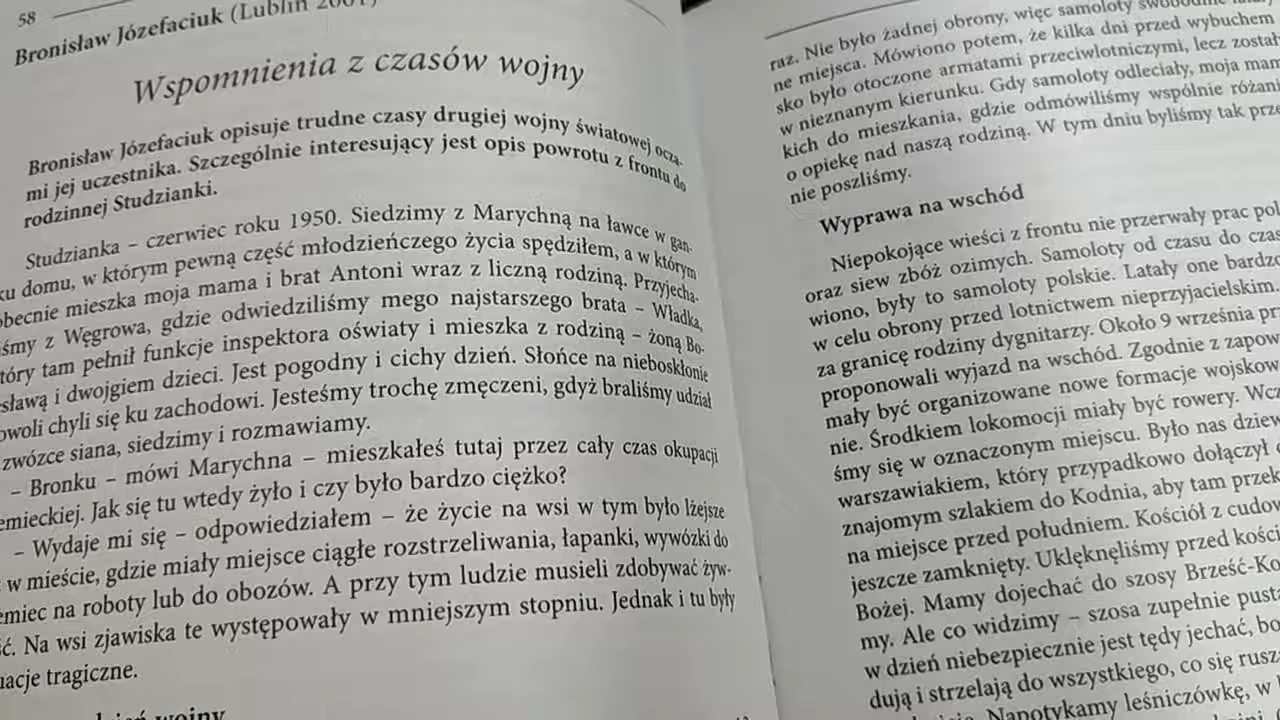 58
Bronisław Józefaciuk (Lublin 2001)
Wspomnienia z czasów wojny
Bronisław Józefaciuk opisuje trudne czasy drugiej wojny światowej ocza-
mi jej uczestnika. Szczególnie interesujący jest opis powrotu z frontu do
rodzinnej Studzianki.
Studzianka – czerwiec roku 1950. Siedzimy z Marychną na ławce w gan-
ku domu, w którym pewną część młodzieńczego życia spędziłem, a w którym
obecnie mieszka moja mama i brat Antoni wraz z liczną rodziną. Przyjecha-
śmy z Węgrowa, gdzie odwiedziliśmy mego najstarszego brata – Władka,
tóry tam pełnił funkcje inspektora oświaty i mieszka z rodziną – żoną Bo-
sławą i dwojgiem dzieci. Jest pogodny i cichy dzień. Słońce na nieboskłonie
owoli chyli się ku zachodowi. Jesteśmy trochę zmęczeni, gdyż braliśmy udział
zwózce siana, siedzimy i rozmawiamy.
– Bronku – mówi Marychna – mieszkałeś tutaj przez cały czas okupacji
emieckiej. Jak się tu wtedy żyło i czy było bardzo ciężko?
– Wydaje mi się – odpowiedziałem – że życie na wsi w tym było lżejsze
w mieście, gdzie miały miejsce ciągłe rozstrzeliwania, łapanki, wywózki do
emiec na roboty lub do obozów. A przy tym ludzie musieli zdobywać żyw-
ść. Na wsi zjawiska te występowały w mniejszym stopniu. Jednak i tu były
uacje tragiczne.
wojny
raz. Nie było żadnej obrony, więc samoloty swobodnie
ne miejsca. Mówiono potem, że kilka dni przed wybuchem
sko było otoczone armatami przeciwlotniczymi, lecz został
w nieznanym kierunku. Gdy samoloty odleciały, moja mam
kich do mieszkania, gdzie odmówiliśmy wspólnie różani
o opiekę nad naszą rodziną. W tym dniu byliśmy tak prze
nie poszliśmy.
Wyprawa na wschód
Niepokojące wieści z frontu nie przerwały prac pol
oraz siew zbóż ozimych. Samoloty od czasu do czas
wiono, były to samoloty polskie. Latały one bardzo
w celu obrony przed lotnictwem nieprzyjacielskim.
za granicę rodziny dygnitarzy. Około 9 września prz
proponowali wyjazd na wschód. Zgodnie z zapow
mały być organizowane nowe formacje wojskow
nie. Środkiem lokomocji miały być rowery. Wcz
śmy się w oznaczonym miejscu. Było nas dziew
warszawiakiem, który przypadkowo dołączył
znajomym szlakiem do Kodnia, aby tam przek
na miejsce przed południem. Kościół z cudow
jeszcze zamknięty. Uklęknęliśmy przed kości
Bożej. Mamy dojechać do szosy Brześć-Ko
my. Ale co widzimy – szosa zupełnie pusta
w dzień niebezpiecznie jest tędy jechać, bo
dują i strzelają do wszystkiego, co się rusz
Napotykamy leśniczówkę, w